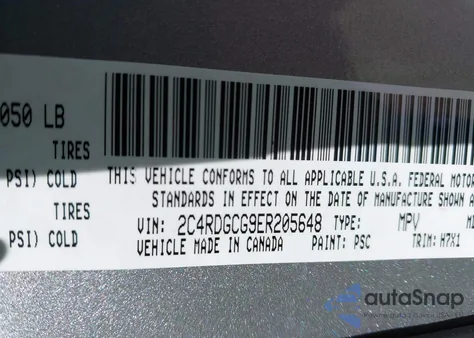 050 LB
TIRES
THIS VEHICLE CONFORMS TO ALL APPLICABLE U.S.A. FEDERAL MOTOR
PSI) COLD
STANDARDS IN EFFECT ON THE DATE OF MANUFACTURE SHOWN A
TIRES
VIN: 2C4RDGCG9ER205648 TYPE: MPV
PSI) COLD
VEHICLE MADE IN CANADA PAINT: PSC TRIM: H7X1
autoSnap